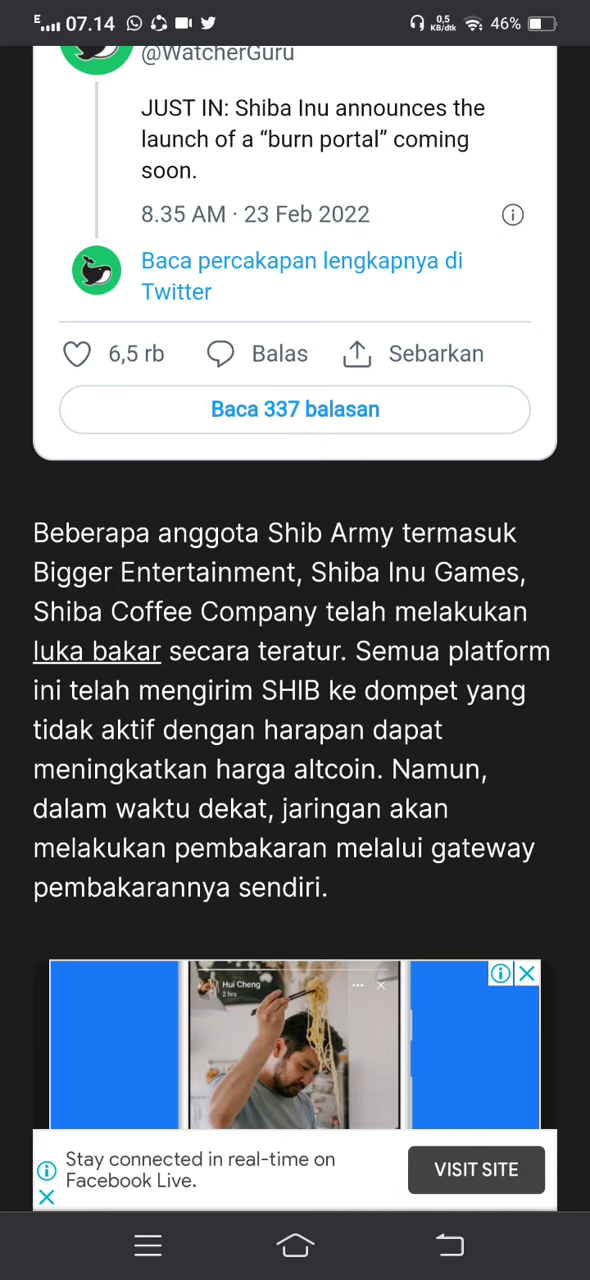 E 07.14 0,5 KB/dtk 46%
@WatcherGuru
JUST IN: Shiba Inu announces the
launch of a “burn portal” coming
soon.
8.35 AM · 23 Feb 2022
Baca percakapan lengkapnya di
Twitter
6,5 rb Balas Sebarkan
Baca 337 balasan
Beberapa anggota Shib Army termasuk
Bigger Entertainment, Shiba Inu Games,
Shiba Coffee Company telah melakukan
luka bakar secara teratur. Semua platform
ini telah mengirim SHIB ke dompet yang
tidak aktif dengan harapan dapat
meningkatkan harga altcoin. Namun,
dalam waktu dekat, jaringan akan
melakukan pembakaran melalui gateway
pembakarannya sendiri.
Hui Cheng
2 hrs
Stay connected in real-time on
Facebook Live.
VISIT SITE